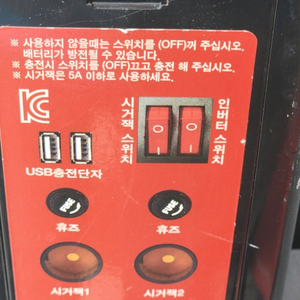 ※ 사용하지 않을때는 스위치를 (OFF)꺼 주십시오.
배터리가 방전될 수 있습니다.
※ 충전시 스위치를 (OFF)끄고 충전 해 주십시오.
※ 시거잭은 5A 이하로 사용하세요.
시거잭 스위치
인버터 스위치
USB충전단자
FUSE
FUSE
휴즈
휴즈
시거잭1
시거잭2